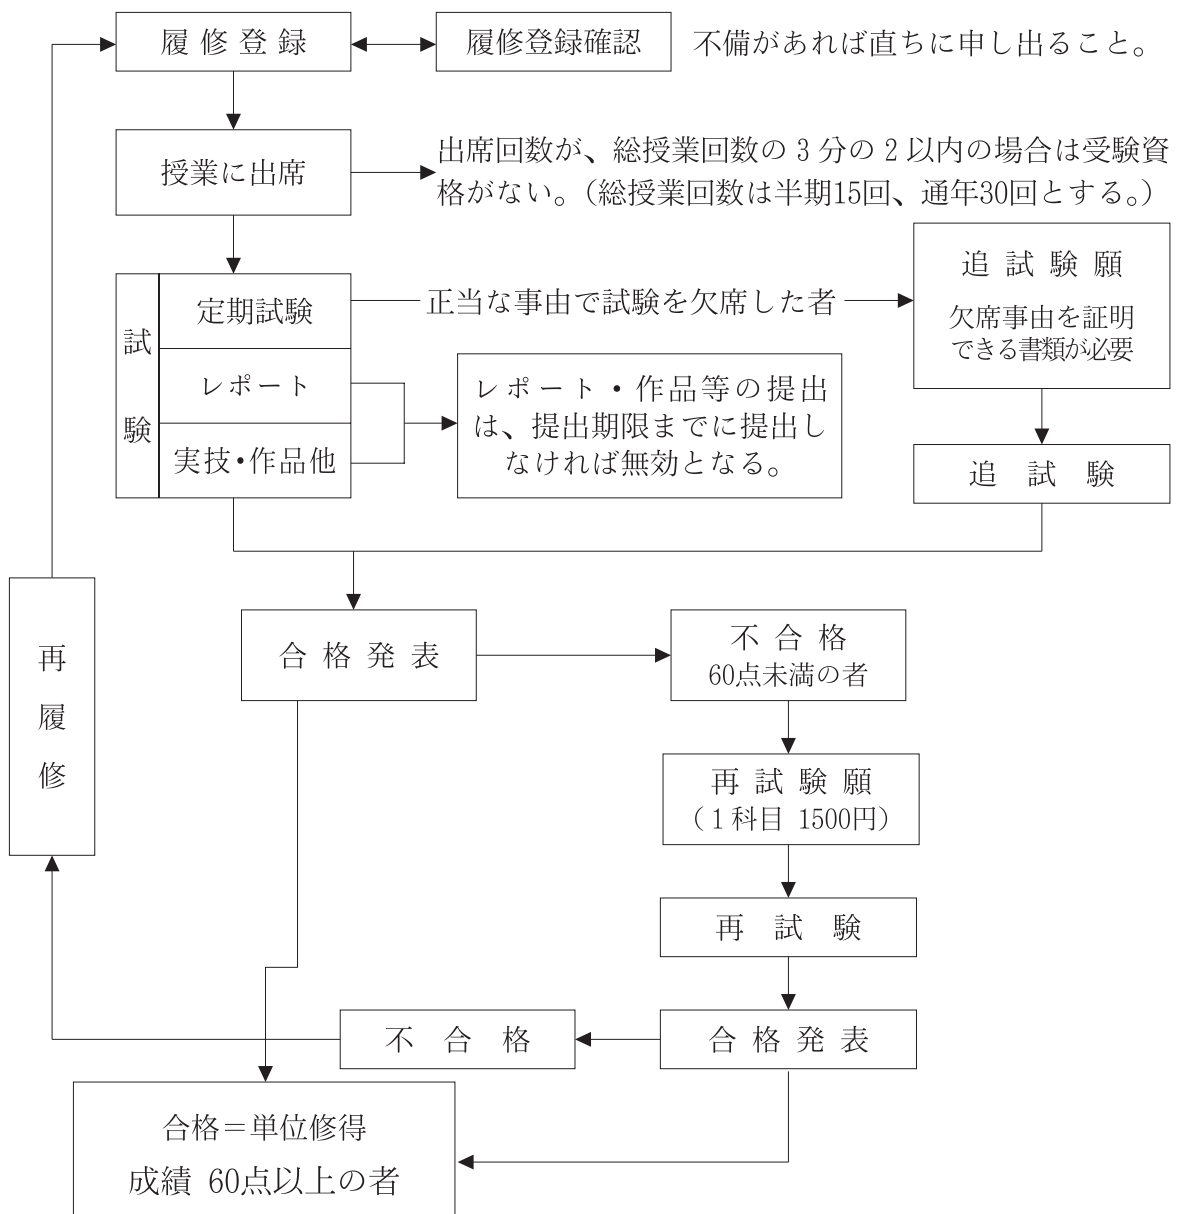 履修登録
履修登録確認
不備があれば直ちに申し出ること。
授業に出席
出席回数が、総授業回数の3分の2以内の場合は受験資
格がない。（総授業回数は半期15回、通年30回とする。）
試験
定期試験
正当な事由で試験を欠席した者
追試験願
欠席事由を証明
できる書類が必要
レポート
実技・作品他
レポート・作品等の提出
は、提出期限までに提出し
なければ無効となる。
追試験
再履修
合格発表
不合格
60点未満の者
再試験願
（1科目 1500円）
再試験
合格発表
不合格
合格＝単位修得
成績 60点以上の者